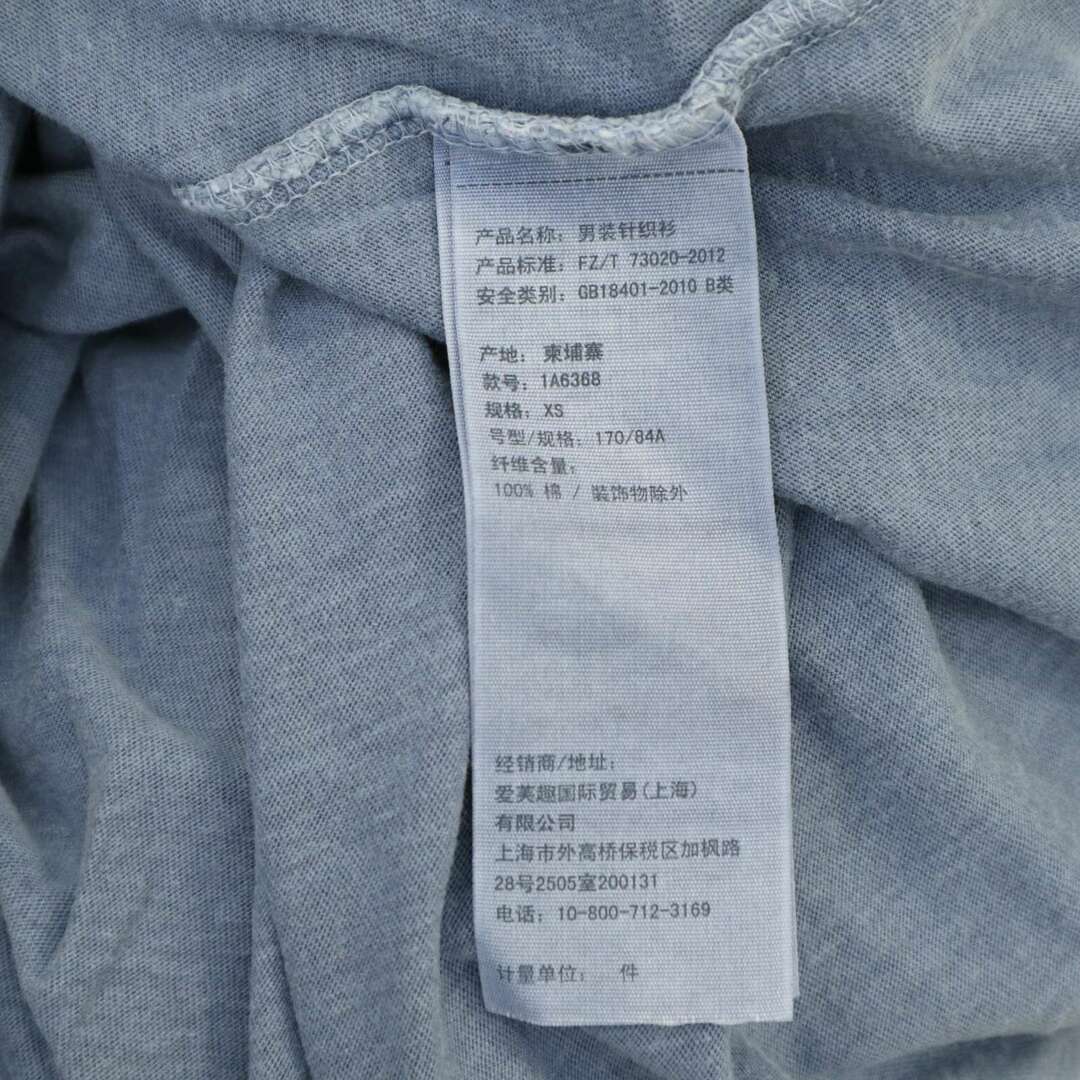 产品名称: 男装针织衫
产品标准: FZ/T 73020-2012
安全类别: GB18401-2010 B类
产地: 柬埔寨
款号: 1A6368
规格: XS
号型/规格: 170/84A
纤维含量:
100% 棉 / 装饰物除外
经销商/地址:
爱芙趣国际贸易(上海)
有限公司
上海市外高桥保税区加枫路
28号2505室200131
电话: 10-800-712-3169
计量单位: 件